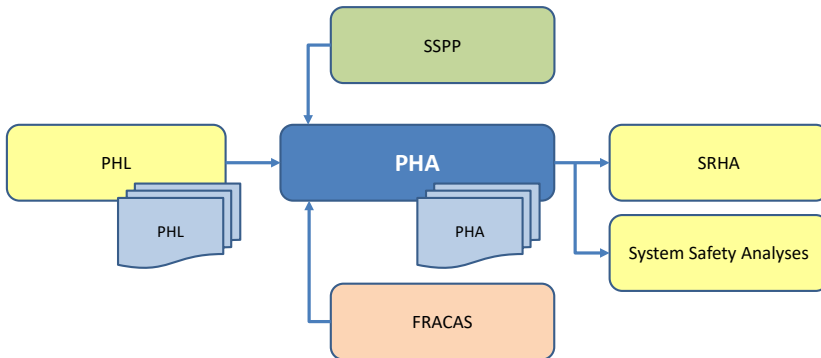 SSPP
PHL
PHA
SRHA
PHL
PHA
System Safety Analyses
FRACAS